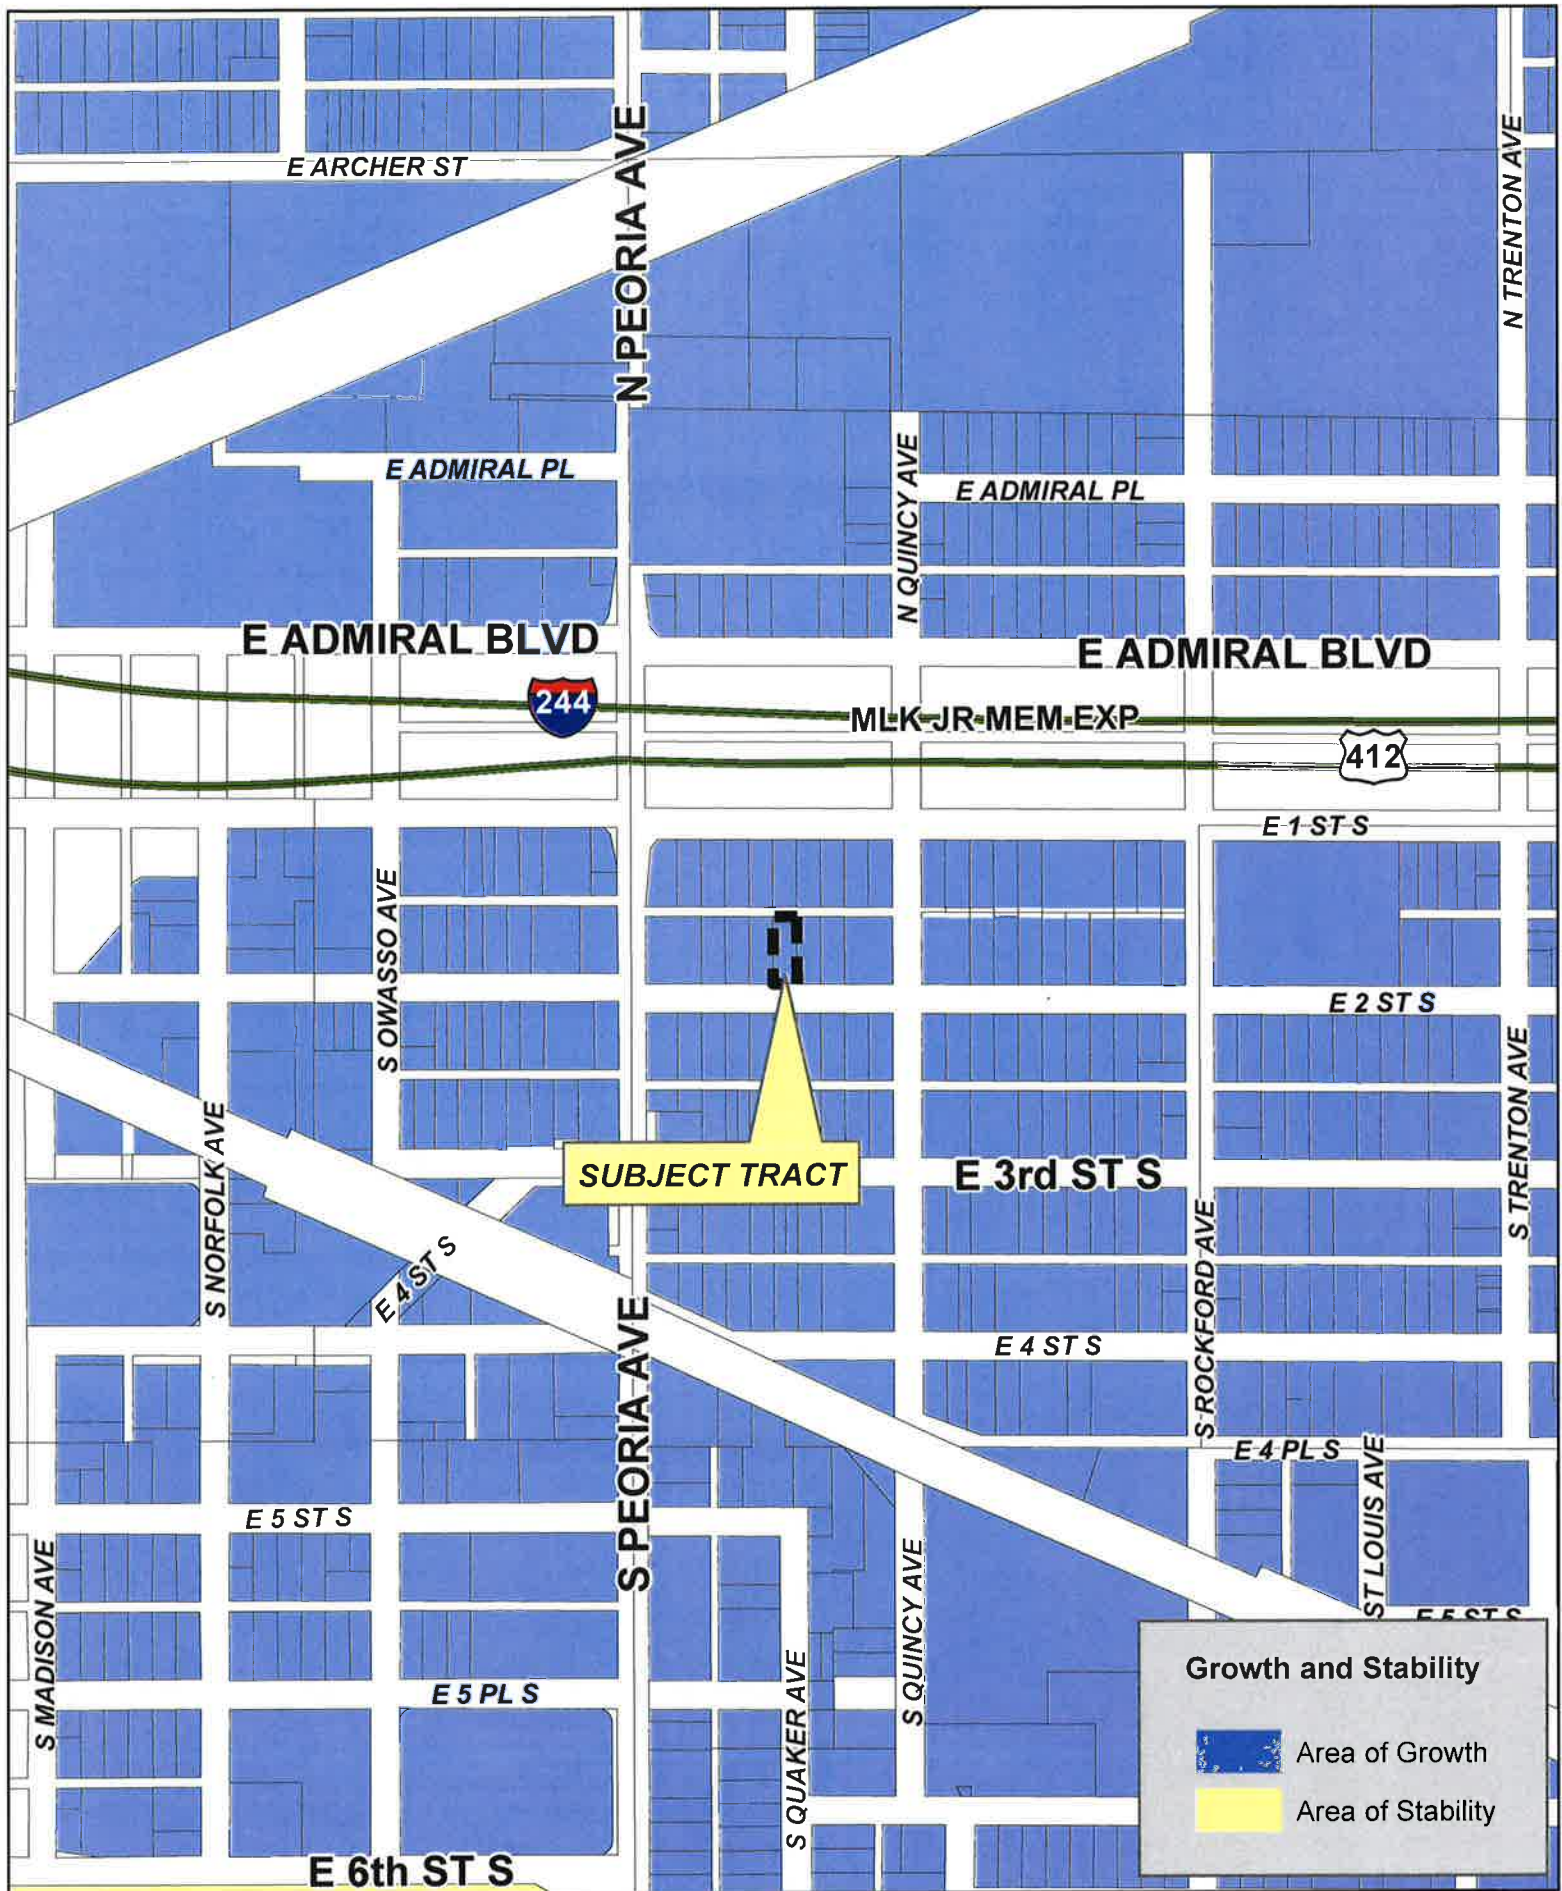 E ARCHER ST
N PEORIA AVE
N TRENTON AVE
E ADMIRAL PL
N QUINCY AVE
E ADMIRAL PL
E ADMIRAL BLVD
E ADMIRAL BLVD
244
MLK JR MEM EXP
412
E 1 ST S
S OWASSO AVE
E 2 ST S
S NORFOLK AVE
SUBJECT TRACT
E 3rd ST S
S TRENTON AVE
E 4 ST S
S ROCKFORD AVE
S PEORIA AVE
E 4 ST S
E 4 PL S
E 5 ST S
ST LOUIS AVE
S MADISON AVE
S QUINCY AVE
E 5 ST S
S QUAKER AVE
E 5 PL S
E 6th ST S
Growth and Stability
Area of Growth
Area of Stability